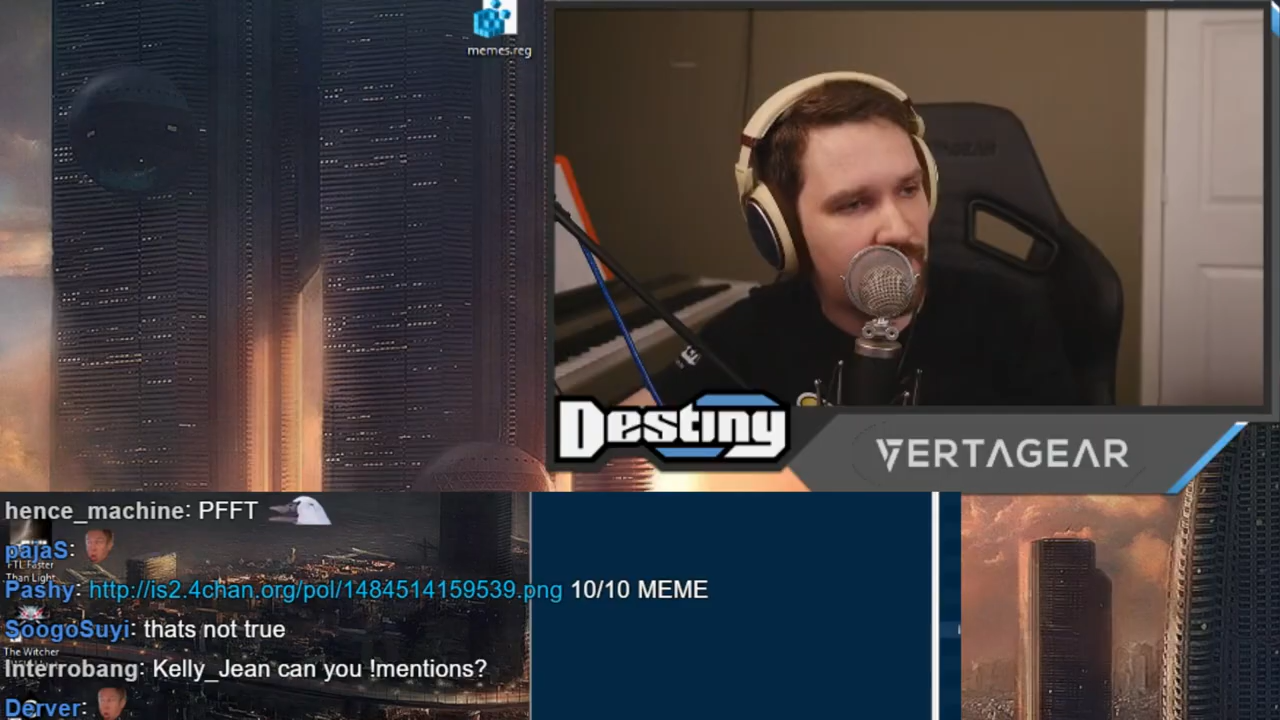 memes.reg
Destiny
VERTAGEAR
hence_machine: PFFT
pajaS:
FTL Faster
Than Light
Pashy: http://is2.4chan.org/pol/1484514159539.png 10/10 MEME
SoogoSuyi: thats not true
The Witcher
Interrobang: Kelly_Jean can you !mentions?
Derver: